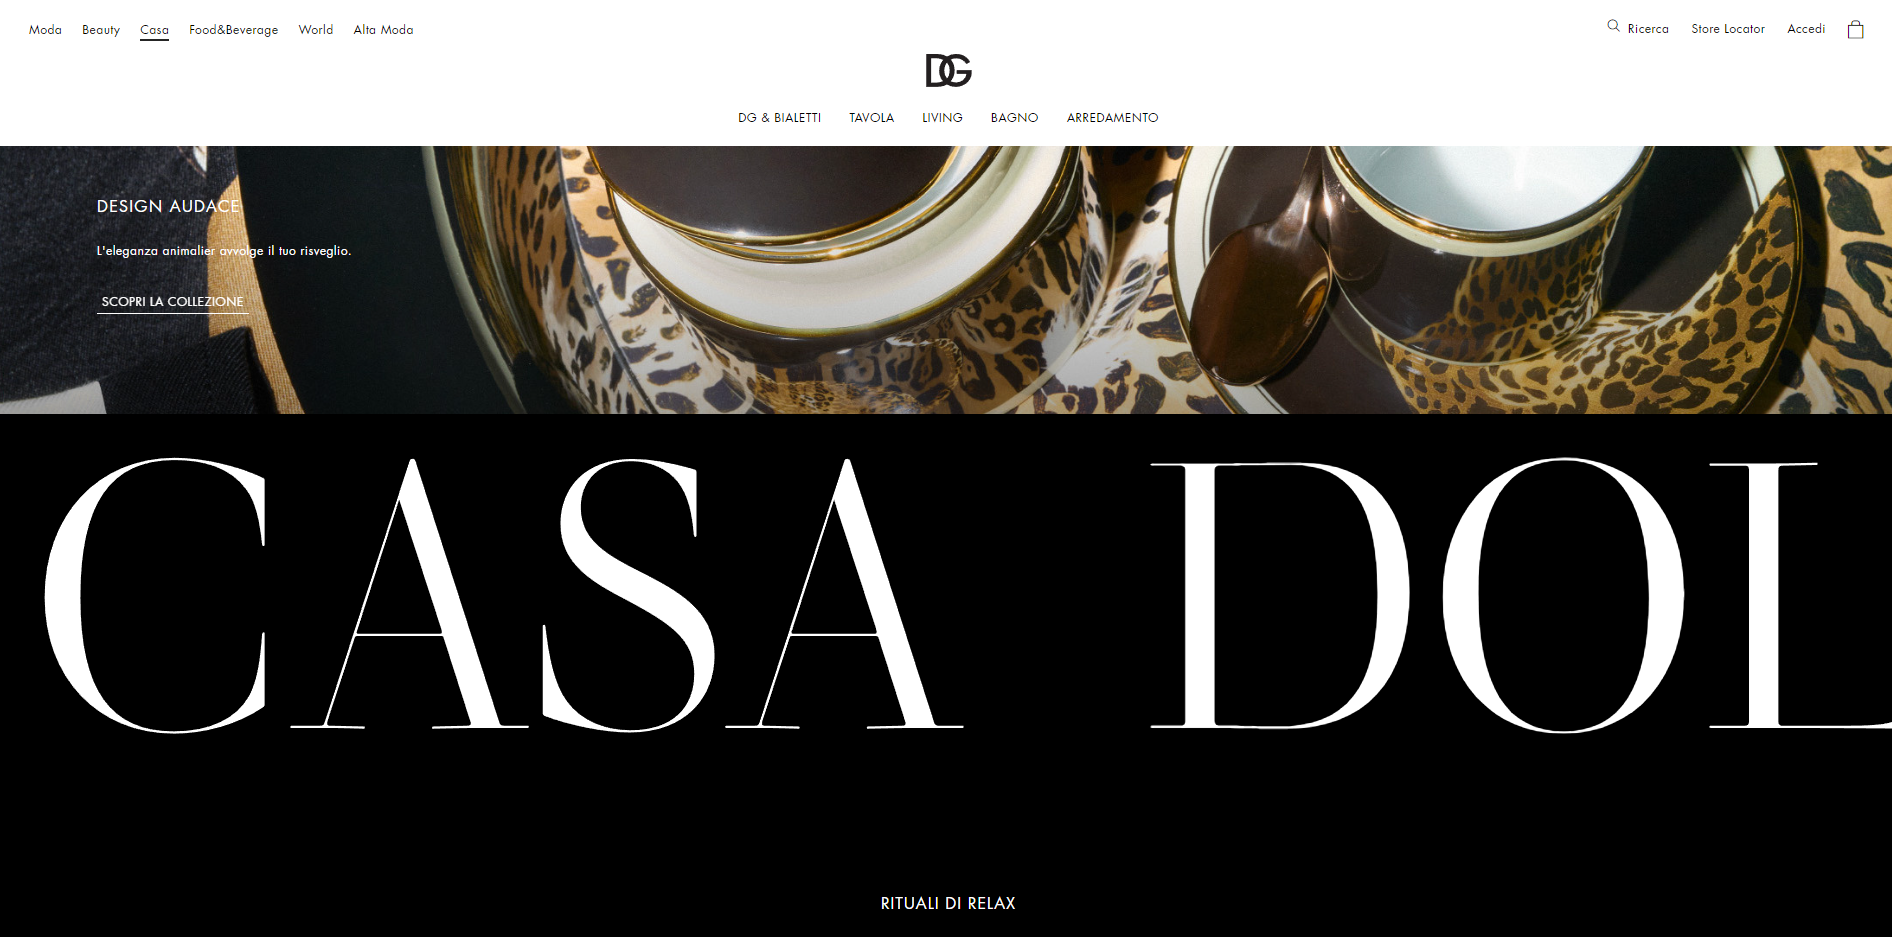 Moda Beauty Casa Food&Beverage World Alta Moda
Ricerca Store Locator Accedi
DG
DG & BIALETTI TAVOLA LIVING BAGNO ARREDAMENTO
DESIGN AUDACE
L'eleganza animalier avvolge il tuo risveglio.
SCOPRI LA COLLEZIONE
CASA DOL
RITUALI DI RELAX